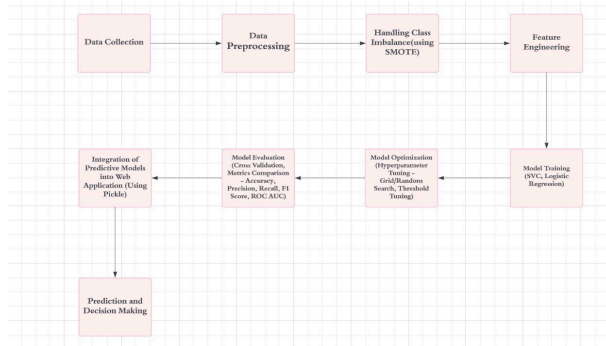 Data Collection
Data
Preprocessing
Handling Class
Imbalance(using
SMOTE)
Feature
Engineering
Model Training
(SVC, Logistic
Regression)
Model Optimization
(Hyperparameter
Tuning -
Grid/Random
Search, Threshold
Tuning)
Model Evaluation
(Cross Validation,
Metrics Comparison
- Accuracy,
Precision, Recall, F1
Score, ROC AUC)
Integration of
Predictive Models
into Web
Application (Using
Pickle)
Prediction and
Decision Making